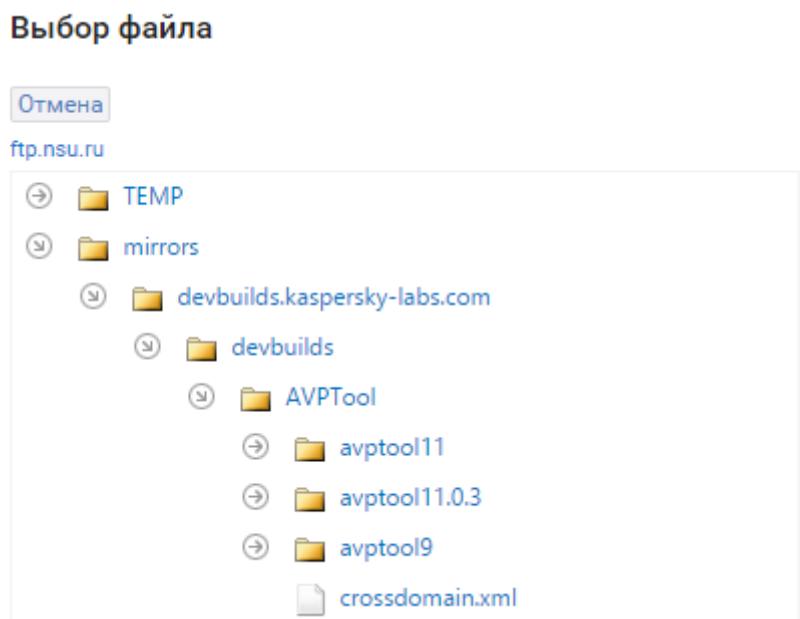 Выбор файла
Отмена
ftp.nsu.ru
TEMP
mirrors
devbuilds.kaspersky-labs.com
devbuilds
AVPTool
avptool11
avptool11.0.3
avptool9
crossdomain.xml